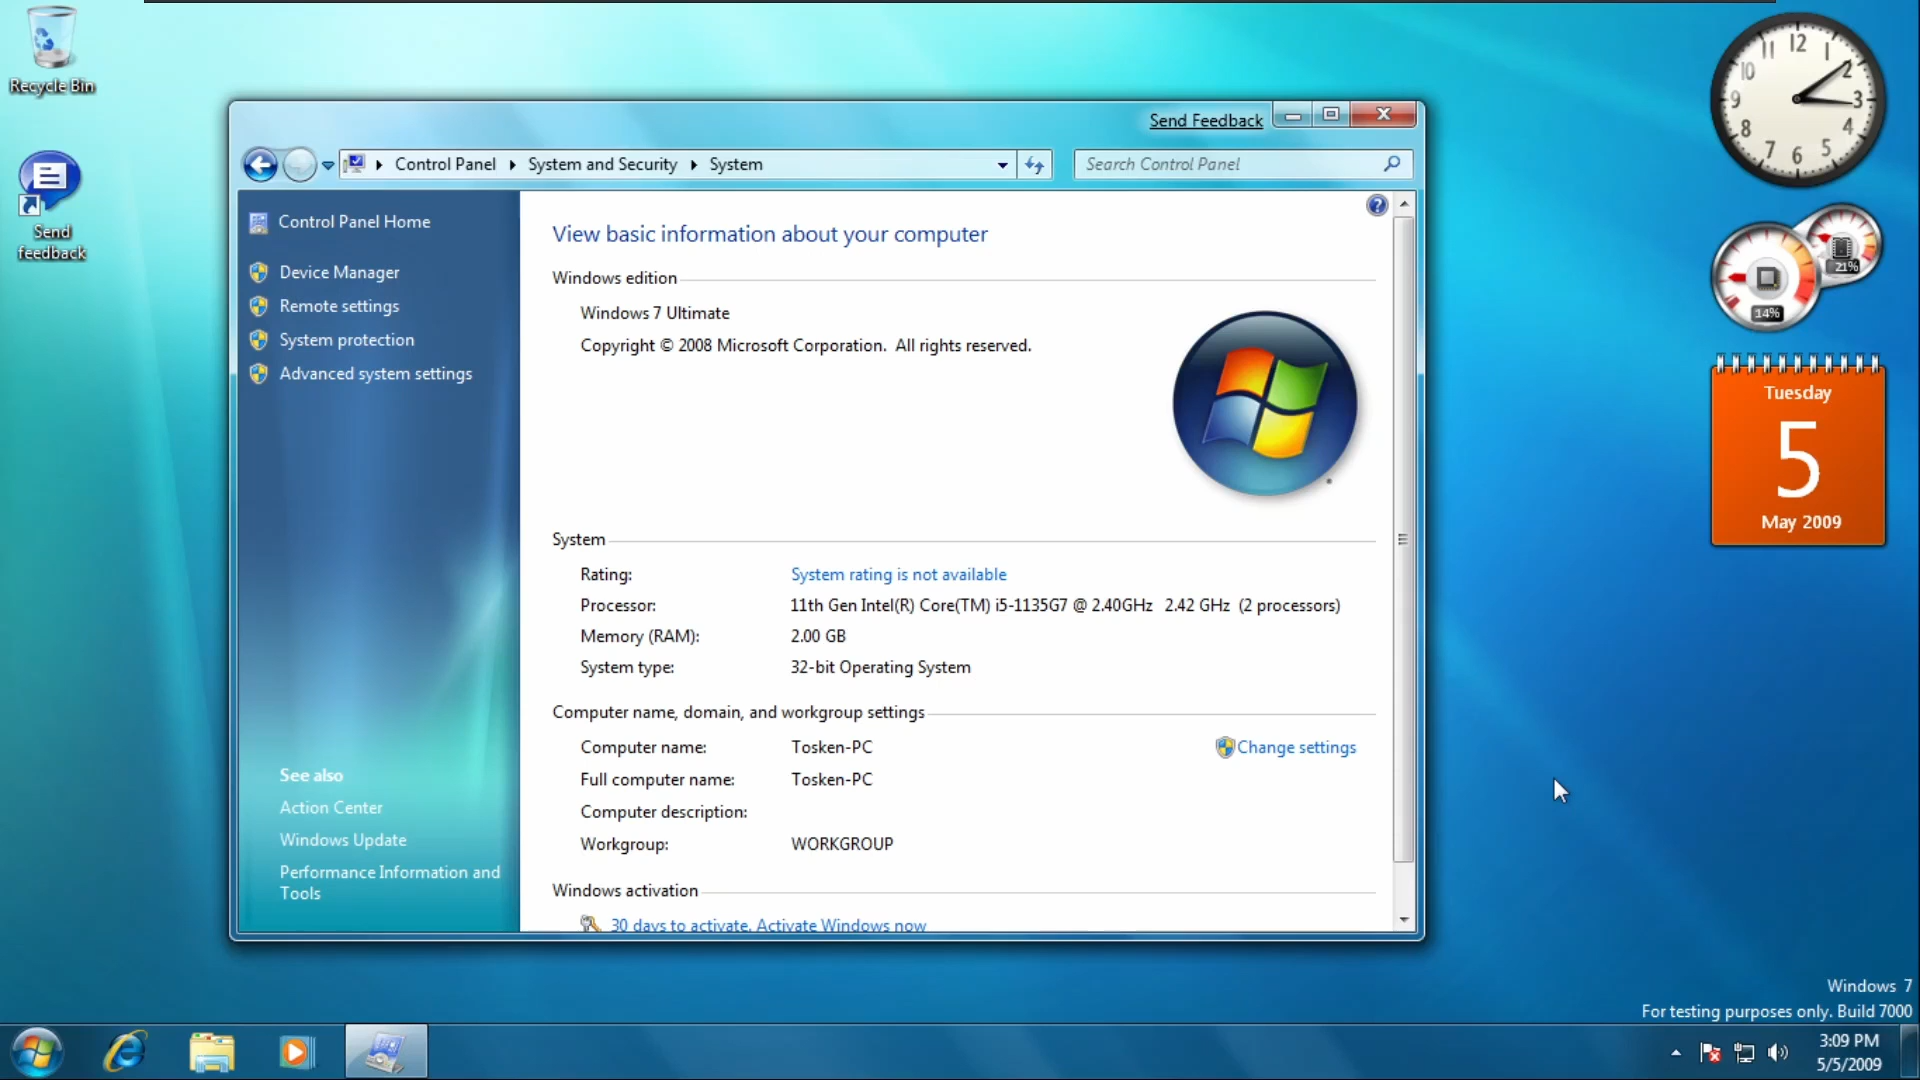 Recycle Bin
Send
feedback
Send Feedback
Control Panel
System and Security
System
Search Control Panel
Control Panel Home
Device Manager
Remote settings
System protection
Advanced system settings
See also
Action Center
Windows Update
Performance Information and
Tools
View basic information about your computer
Windows edition
Windows 7 Ultimate
Copyright © 2008 Microsoft Corporation. All rights reserved.
System
Rating: System rating is not available
Processor: 11th Gen Intel(R) Core(TM) i5-1135G7 @ 2.40GHz 2.42 GHz (2 processors)
Memory (RAM): 2.00 GB
System type: 32-bit Operating System
Computer name, domain, and workgroup settings
Computer name: Tosken-PC
Change settings
Full computer name: Tosken-PC
Computer description:
Workgroup: WORKGROUP
Windows activation
30 days to activate. Activate Windows now
12
1
2
3
4
5
6
7
8
9
10
11
21%
14%
Tuesday
5
May 2009
Windows 7
For testing purposes only. Build 7000
3:09 PM
5/5/2009